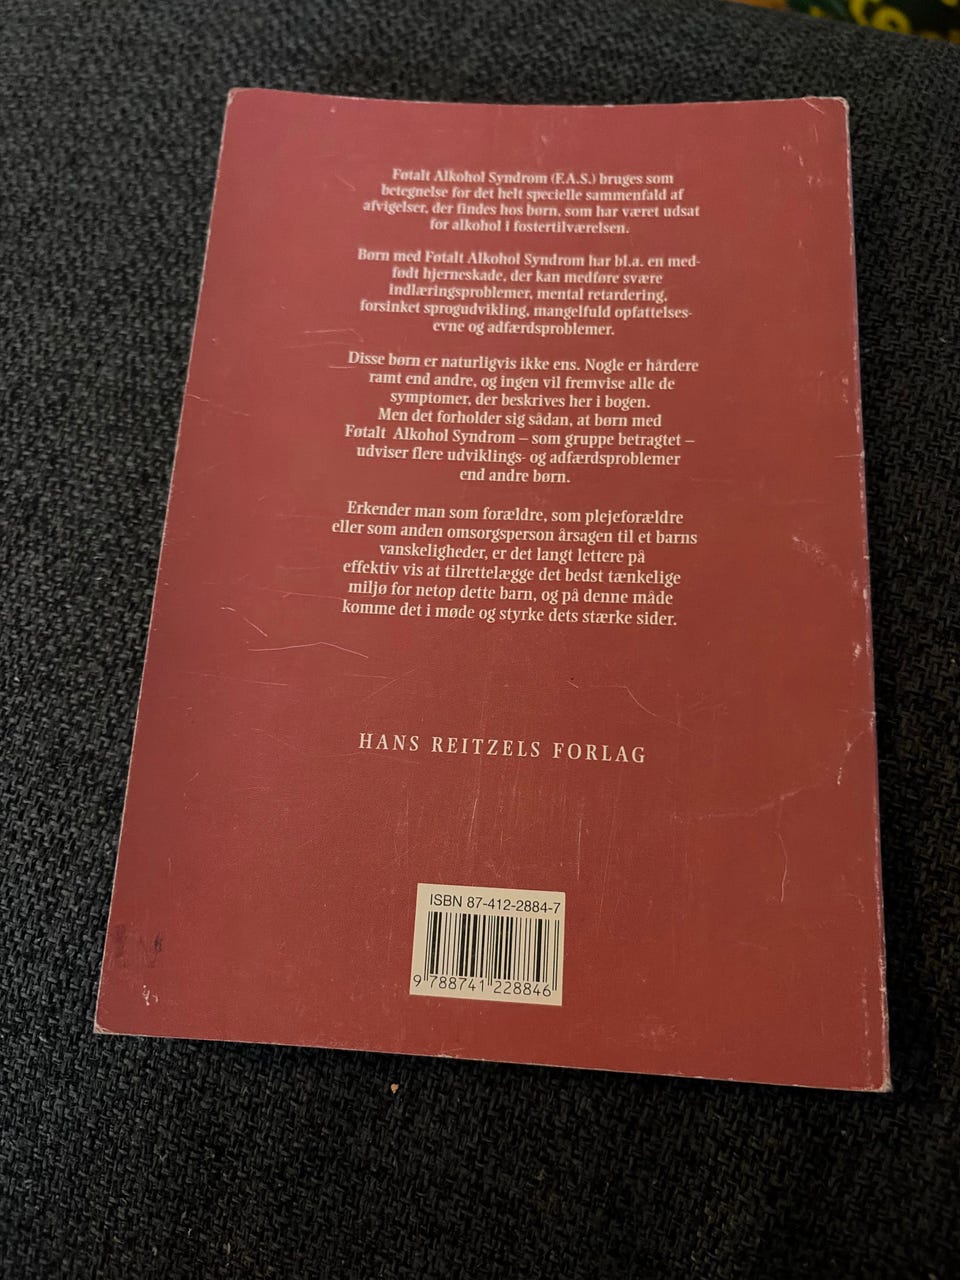 Føtalt Alkohol Syndrom (F.A.S.) bruges som
betegnelse for det helt specielle sammenfald af
afvigelser, der findes hos børn, som har været udsat
for alkohol i fostertilværelsen.
Børn med Føtalt Alkohol Syndrom har bl.a. en med-
født hjerneskade, der kan medføre svære
indlæringsproblemer, mental retardering,
forsinket sprogudvikling, mangelfuld opfattelses-
evne og adfærdsproblemer.
Disse børn er naturligvis ikke ens. Nogle er hårdere
ramt end andre, og ingen vil fremvise alle de
symptomer, der beskrives her i bogen.
Men det forholder sig sådan, at børn med
Føtalt Alkohol Syndrom – som gruppe betragtet –
udviser flere udviklings- og adfærdsproblemer
end andre børn.
Erkender man som forældre, som plejeforældre
eller som anden omsorgsperson årsagen til et barns
vanskeligheder, er det langt lettere på
effektiv vis at tilrettelægge det bedst tænkelige
miljø for netop dette barn, og på denne måde
komme det i møde og styrke dets stærke sider.
HANS REITZELS FORLAG
ISBN 87-412-2884-7
9 788741 228846